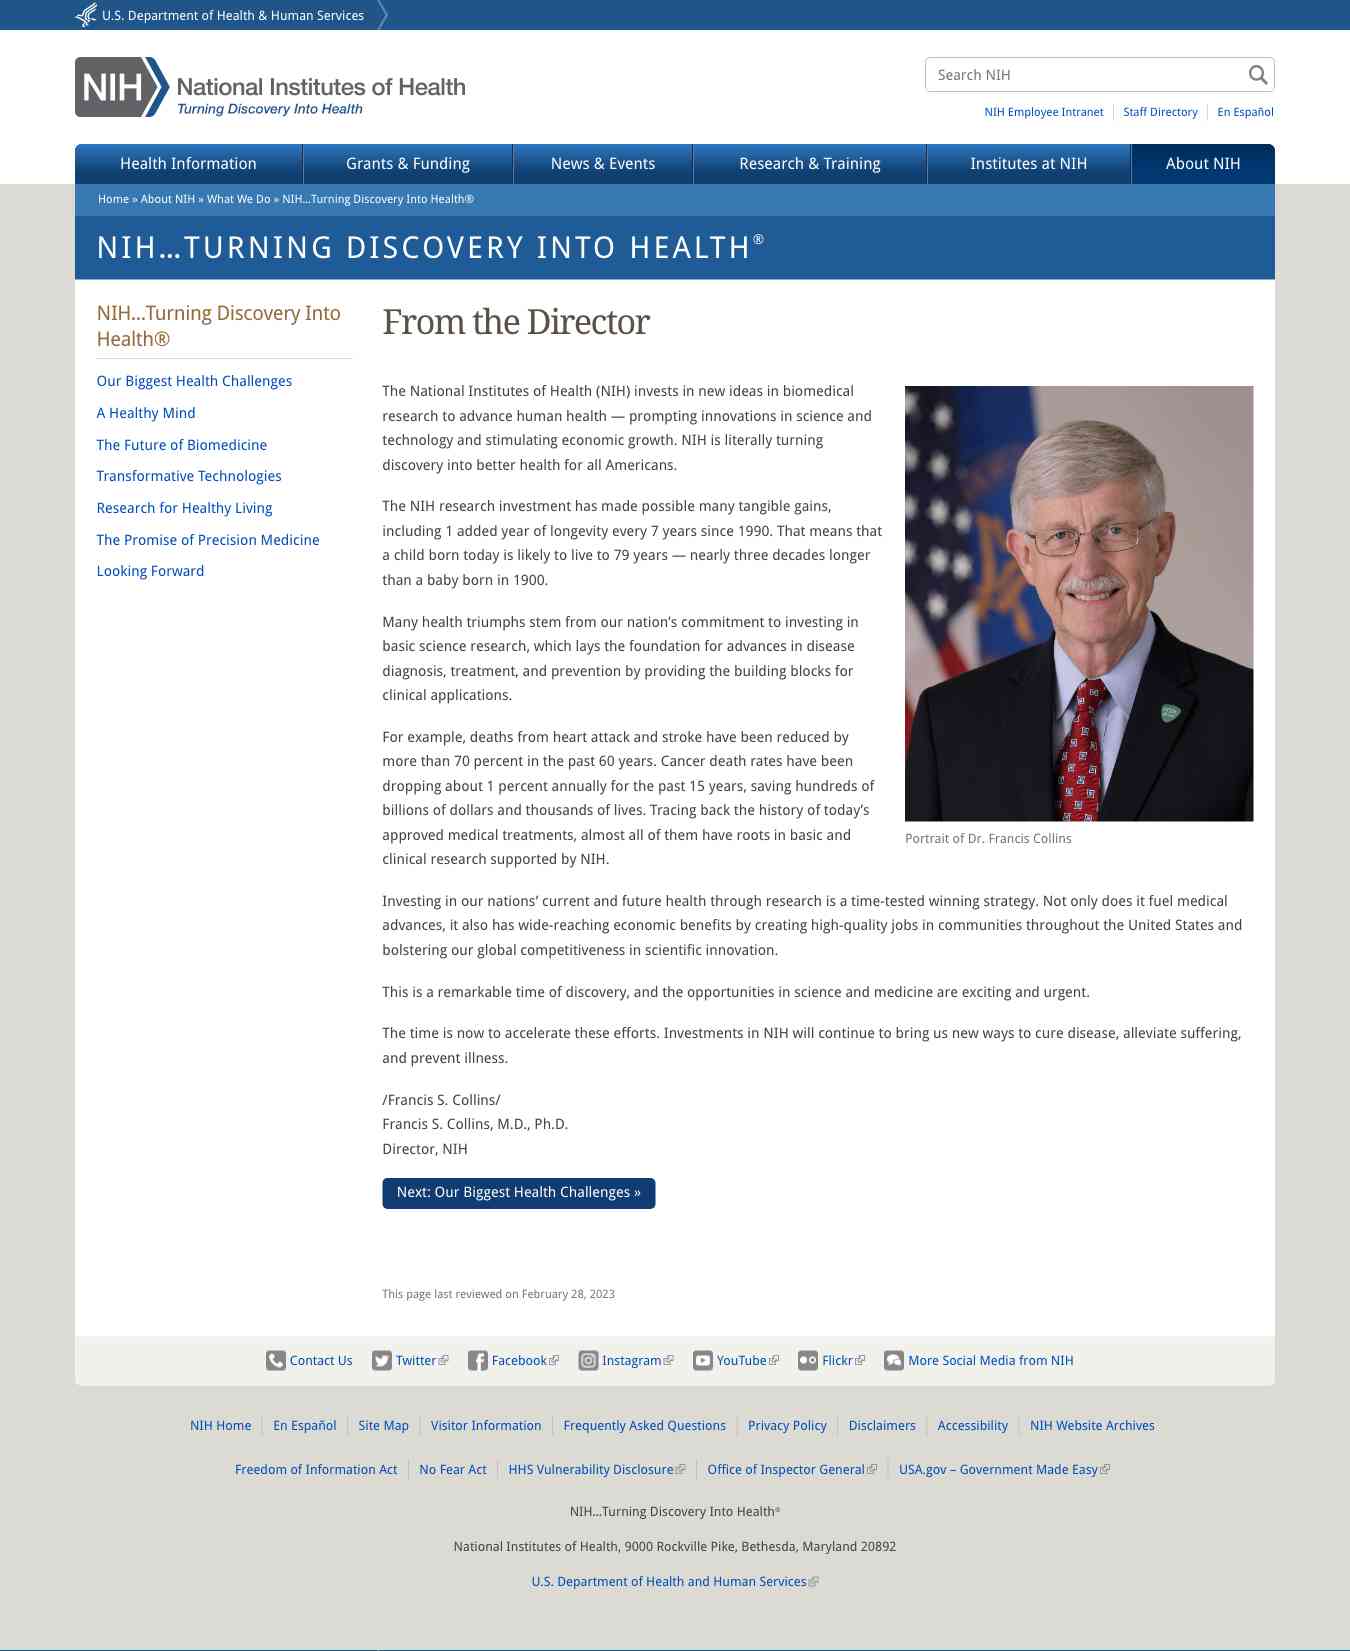 U.S. Department of Health & Human Services
NIH
National Institutes of Health
Turning Discovery Into Health
Search NIH
NIH Employee Intranet
Staff Directory
En Español
Health Information
Grants & Funding
News & Events
Research & Training
Institutes at NIH
About NIH
Home » About NIH » What We Do » NIH…Turning Discovery Into Health®
NIH…TURNING DISCOVERY INTO HEALTH®
NIH…Turning Discovery Into
Health®
Our Biggest Health Challenges
A Healthy Mind
The Future of Biomedicine
Transformative Technologies
Research for Healthy Living
The Promise of Precision Medicine
Looking Forward
From the Director
The National Institutes of Health (NIH) invests in new ideas in biomedical
research to advance human health — prompting innovations in science and
technology and stimulating economic growth. NIH is literally turning
discovery into better health for all Americans.
The NIH research investment has made possible many tangible gains,
including 1 added year of longevity every 7 years since 1990. That means that
a child born today is likely to live to 79 years — nearly three decades longer
than a baby born in 1900.
Many health triumphs stem from our nation’s commitment to investing in
basic science research, which lays the foundation for advances in disease
diagnosis, treatment, and prevention by providing the building blocks for
clinical applications.
For example, deaths from heart attack and stroke have been reduced by
more than 70 percent in the past 60 years. Cancer death rates have been
dropping about 1 percent annually for the past 15 years, saving hundreds of
billions of dollars and thousands of lives. Tracing back the history of today’s
approved medical treatments, almost all of them have roots in basic and
clinical research supported by NIH.
Portrait of Dr. Francis Collins
Investing in our nations’ current and future health through research is a time-tested winning strategy. Not only does it fuel medical
advances, it also has wide-reaching economic benefits by creating high-quality jobs in communities throughout the United States and
bolstering our global competitiveness in scientific innovation.
This is a remarkable time of discovery, and the opportunities in science and medicine are exciting and urgent.
The time is now to accelerate these efforts. Investments in NIH will continue to bring us new ways to cure disease, alleviate suffering,
and prevent illness.
/Francis S. Collins/
Francis S. Collins, M.D., Ph.D.
Director, NIH
Next: Our Biggest Health Challenges »
This page last reviewed on February 28, 2023
Contact Us
Twitter
Facebook
Instagram
YouTube
Flickr
More Social Media from NIH
NIH Home
En Español
Site Map
Visitor Information
Frequently Asked Questions
Privacy Policy
Disclaimers
Accessibility
NIH Website Archives
Freedom of Information Act
No Fear Act
HHS Vulnerability Disclosure
Office of Inspector General
USA.gov – Government Made Easy
NIH…Turning Discovery Into Health®
National Institutes of Health, 9000 Rockville Pike, Bethesda, Maryland 20892
U.S. Department of Health and Human Services